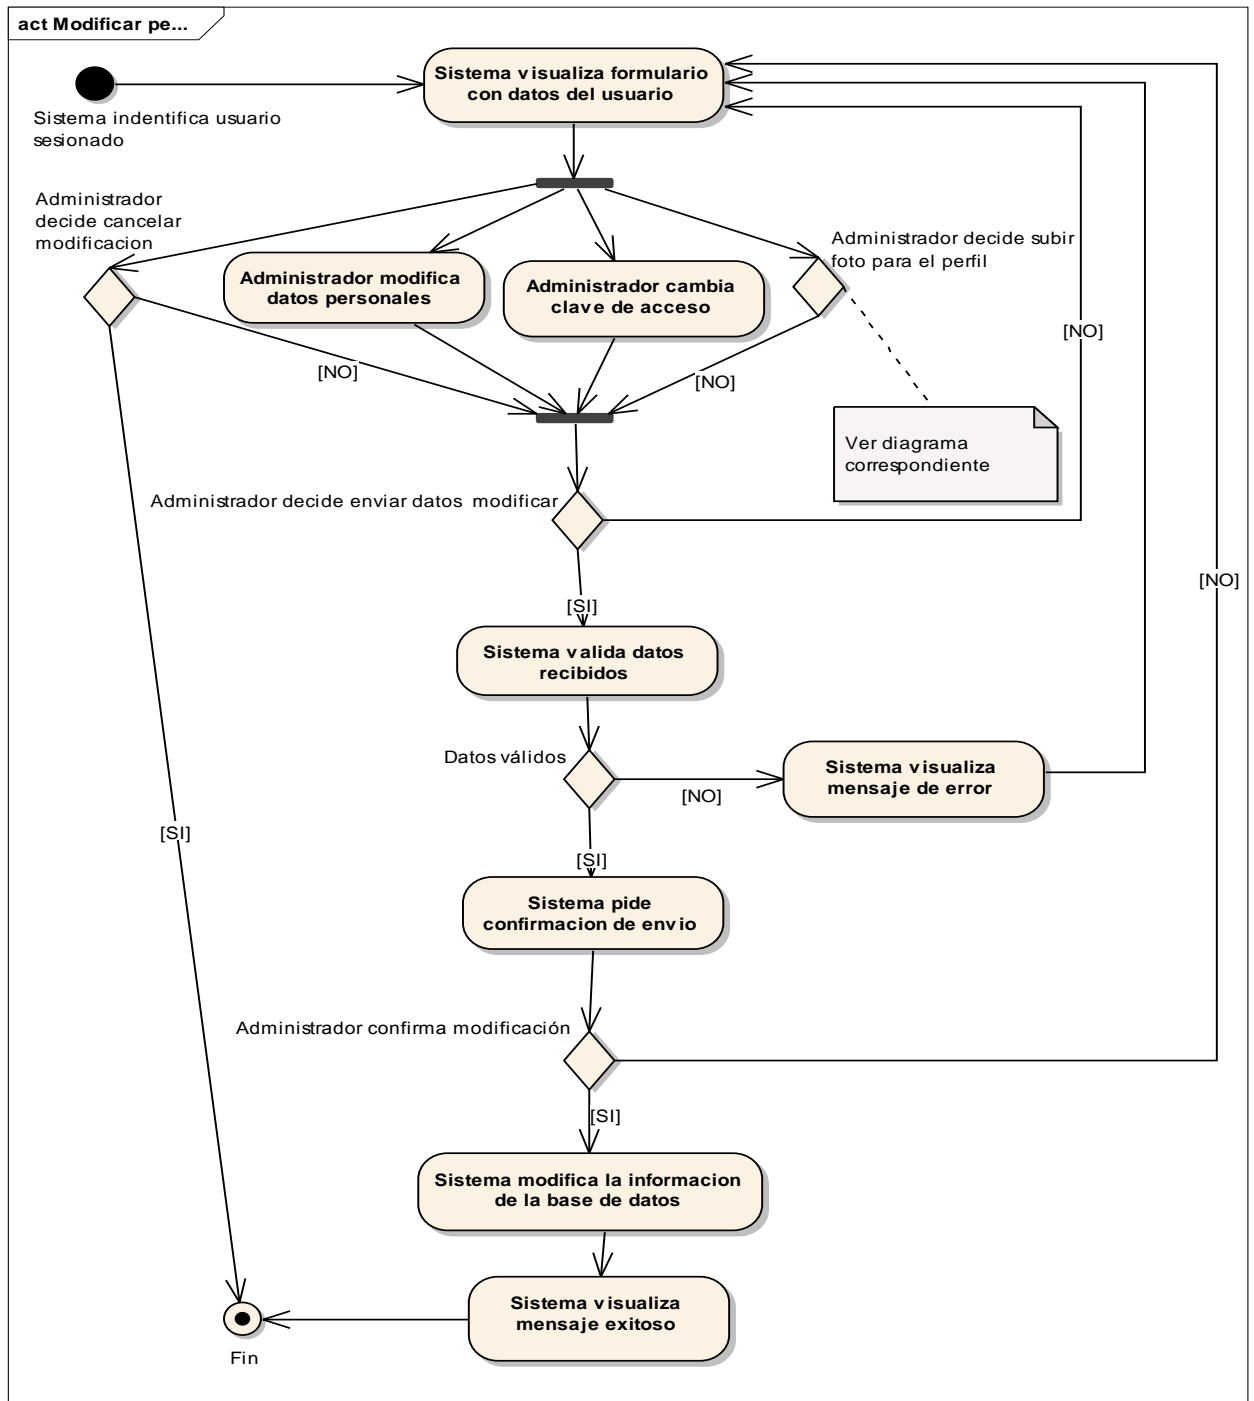 act Modificar pe...
Sistema visualiza formulario
con datos del usuario
Sistema indentifica usuario
sesionado
Administrador
decide cancelar
modificacion
Administrador decide subir
foto para el perfil
Administrador modifica
datos personales
Administrador cambia
clave de acceso
[NO]
[NO]
[NO]
Ver diagrama
correspondiente
Administrador decide enviar datos modificar
[NO]
[SI]
Sistema valida datos
recibidos
Datos válidos
[NO]
Sistema visualiza
mensaje de error
[SI]
[SI]
Sistema pide
confirmacion de envio
Administrador confirma modificación
[SI]
Sistema modifica la informacion
de la base de datos
Sistema visualiza
mensaje exitoso
Fin